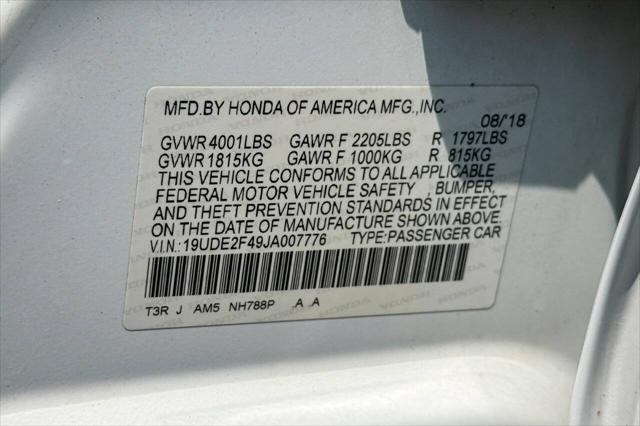 MFD.BY HONDA OF AMERICA MFG.,INC.
08/'18
GVWR 4001LBS GAWR F 2205LBS R 1797LBS
GVWR 1815KG GAWR F 1000KG R 815KG
THIS VEHICLE CONFORMS TO ALL APPLICABLE
FEDERAL MOTOR VEHICLE SAFETY , BUMPER,
AND THEFT PREVENTION STANDARDS IN EFFECT
ON THE DATE OF MANUFACTURE SHOWN ABOVE.
V.I.N.: 19UDE2F49JA007776 TYPE:PASSENGER CAR
T3R J AM5 NH788P .A .A